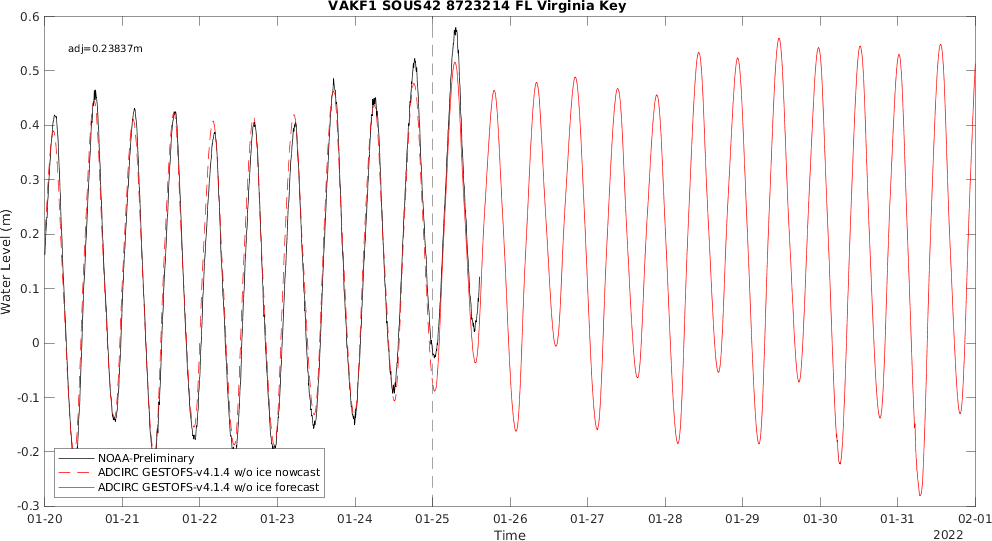 VAKF1 SOUS42 8723214 FL Virginia Key
0.6
adj=0.23837m
0.5
0.4
0.3
0.2
0.1
0
-0.1
-0.2
-0.3
Water Level (m)
NOAA-Preliminary
ADCIRC GESTOFS-v4.1.4 w/o ice nowcast
ADCIRC GESTOFS-v4.1.4 w/o ice forecast
01-20 01-21 01-22 01-23 01-24 01-25 01-26 01-27 01-28 01-29 01-30 01-31 02-01
Time
2022